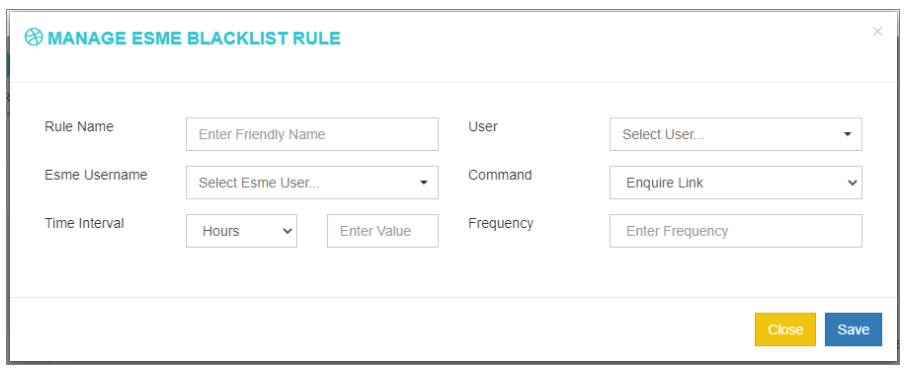 MANAGE ESME BLACKLIST RULE
×
Rule Name Enter Friendly Name User Select User...
Esme Username Select Esme User... Command Enquire Link
Time Interval Hours Enter Value Frequency Enter Frequency
Close Save